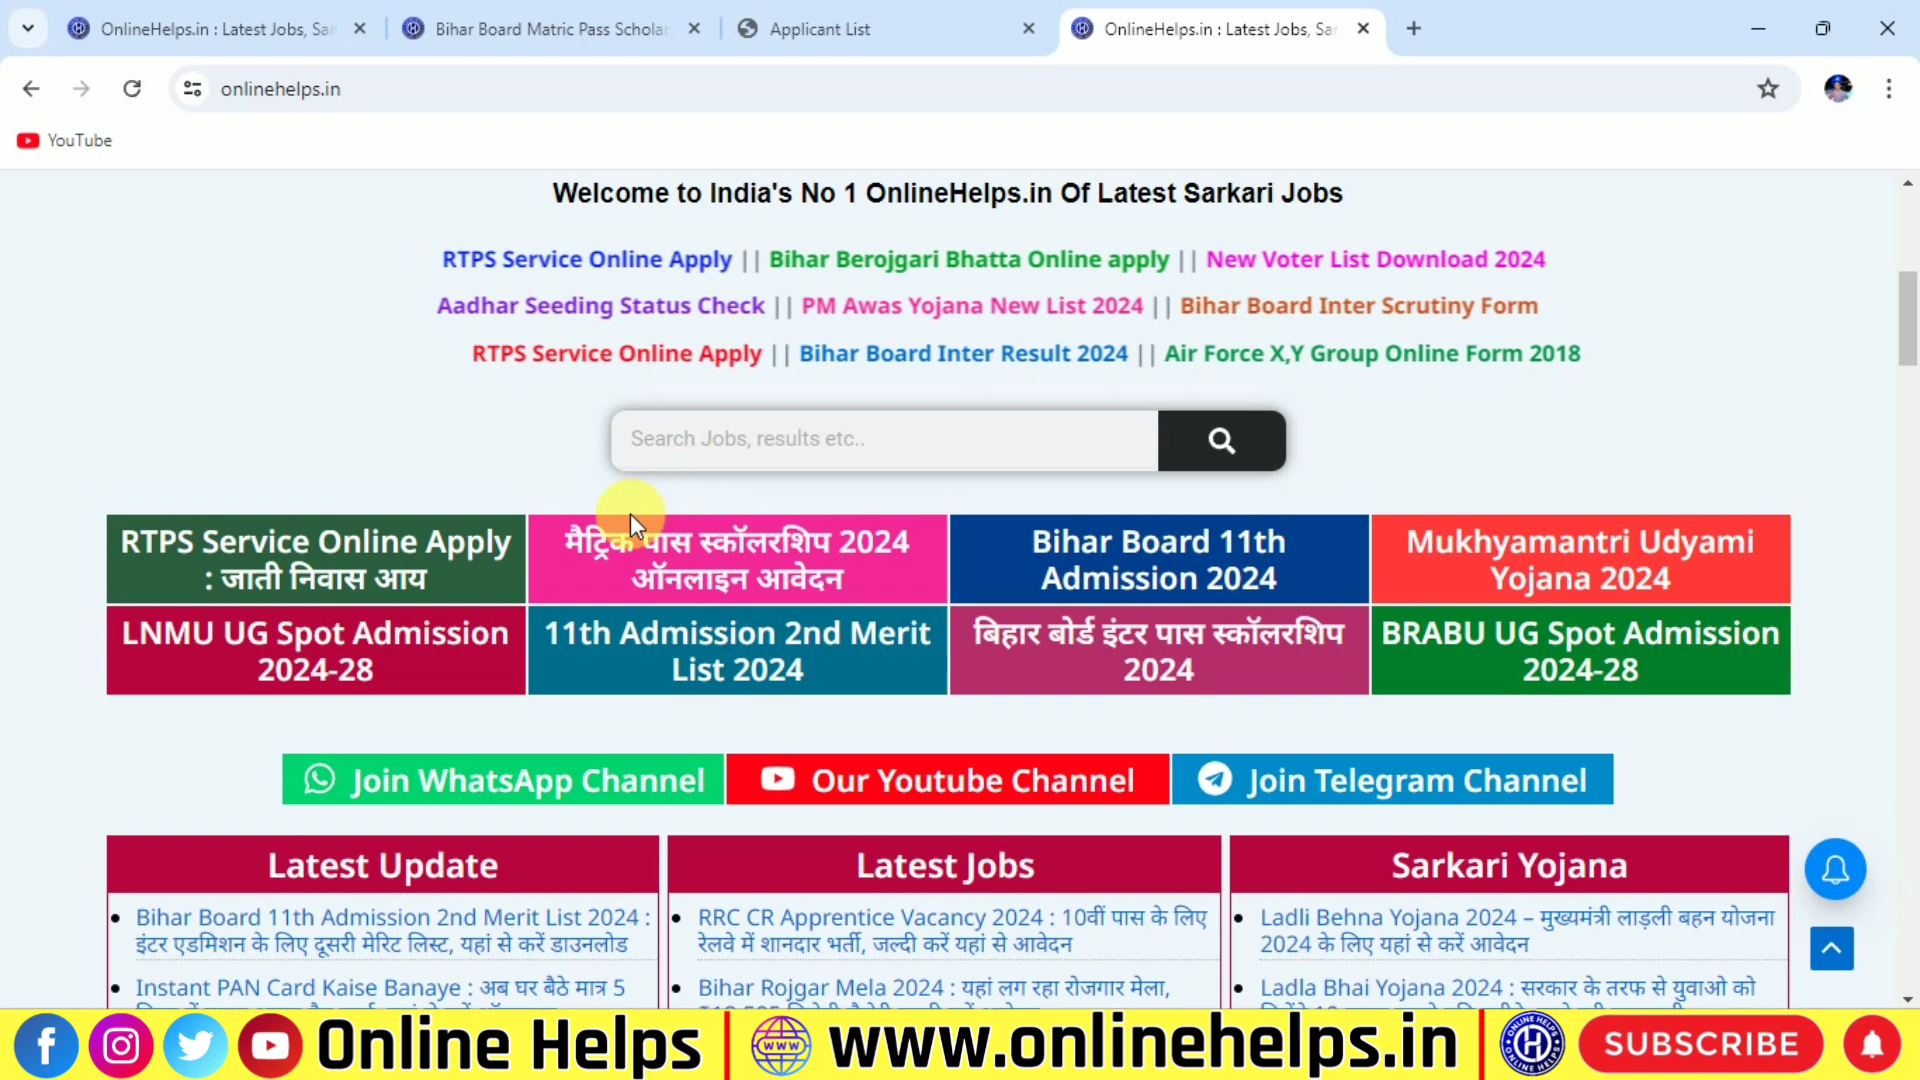 OnlineHelps.in : Latest Jobs, Sar
Bihar Board Matric Pass Scholar
Applicant List
OnlineHelps.in : Latest Jobs, Sar
onlinehelps.in
YouTube
Welcome to India's No 1 OnlineHelps.in Of Latest Sarkari Jobs
RTPS Service Online Apply || Bihar Berojgari Bhatta Online apply || New Voter List Download 2024
Aadhar Seeding Status Check || PM Awas Yojana New List 2024 || Bihar Board Inter Scrutiny Form
RTPS Service Online Apply || Bihar Board Inter Result 2024 || Air Force X,Y Group Online Form 2018
Search Jobs, results etc..
RTPS Service Online Apply
: जाती निवास आय
मैट्रिक पास स्कॉलरशिप 2024
ऑनलाइन आवेदन
Bihar Board 11th
Admission 2024
Mukhyamantri Udyami
Yojana 2024
LNMU UG Spot Admission
2024-28
11th Admission 2nd Merit
List 2024
बिहार बोर्ड इंटर पास स्कॉलरशिप
2024
BRABU UG Spot Admission
2024-28
Join WhatsApp Channel
Our Youtube Channel
Join Telegram Channel
Latest Update
Bihar Board 11th Admission 2nd Merit List 2024 :
इंटर एडमिशन के लिए दूसरी मेरिट लिस्ट, यहां से करें डाउनलोड
Instant PAN Card Kaise Banaye : अब घर बैठे मात्र 5
Latest Jobs
RRC CR Apprentice Vacancy 2024 : 10वीं पास के लिए
रेलवे में शानदार भर्ती, जल्दी करें यहां से आवेदन
Bihar Rojgar Mela 2024 : यहां लग रहा रोजगार मेला,
Sarkari Yojana
Ladli Behna Yojana 2024 – मुख्यमंत्री लाड़ली बहन योजना
2024 के लिए यहां से करें आवेदन
Ladla Bhai Yojana 2024 : सरकार के तरफ से युवाओ को
Online Helps
www
www.onlinehelps.in
ONLINE HELPS
ONLINE HELPS
SUBSCRIBE